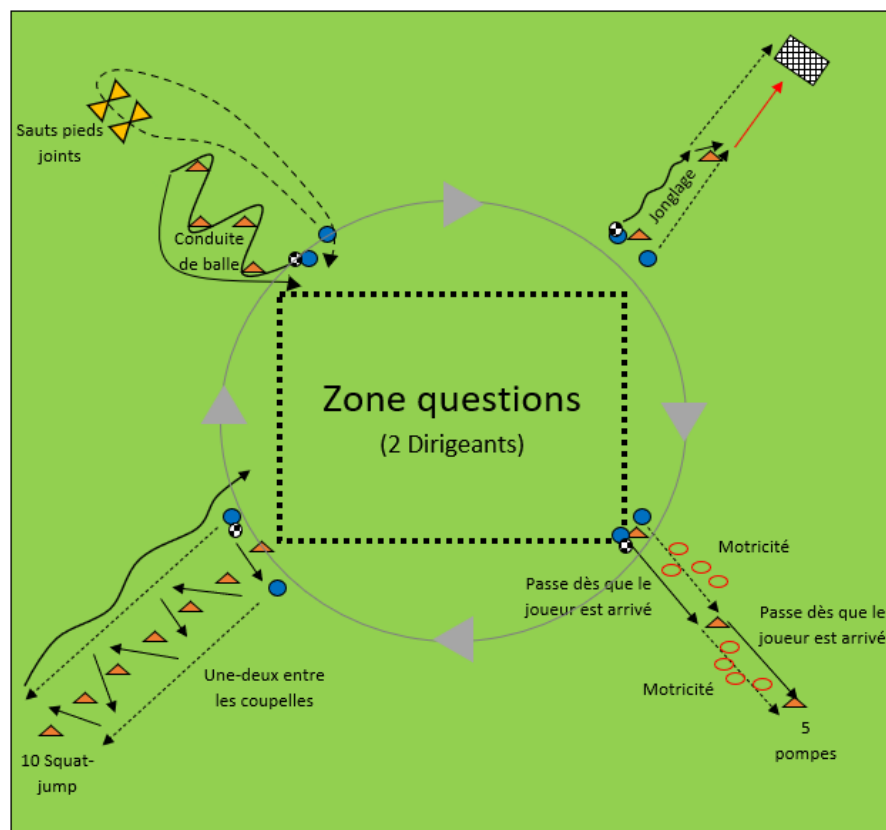 Sauts pieds
joints
Conduite
de balle
Jonglage
Zone questions
(2 Dirigeants)
Motricité
Passe dès que le
joueur est arrivé
Passe dès que le
joueur est arrivé
Motricité
Une-deux entre
les coupelles
10 Squat-
jump
5
pompes